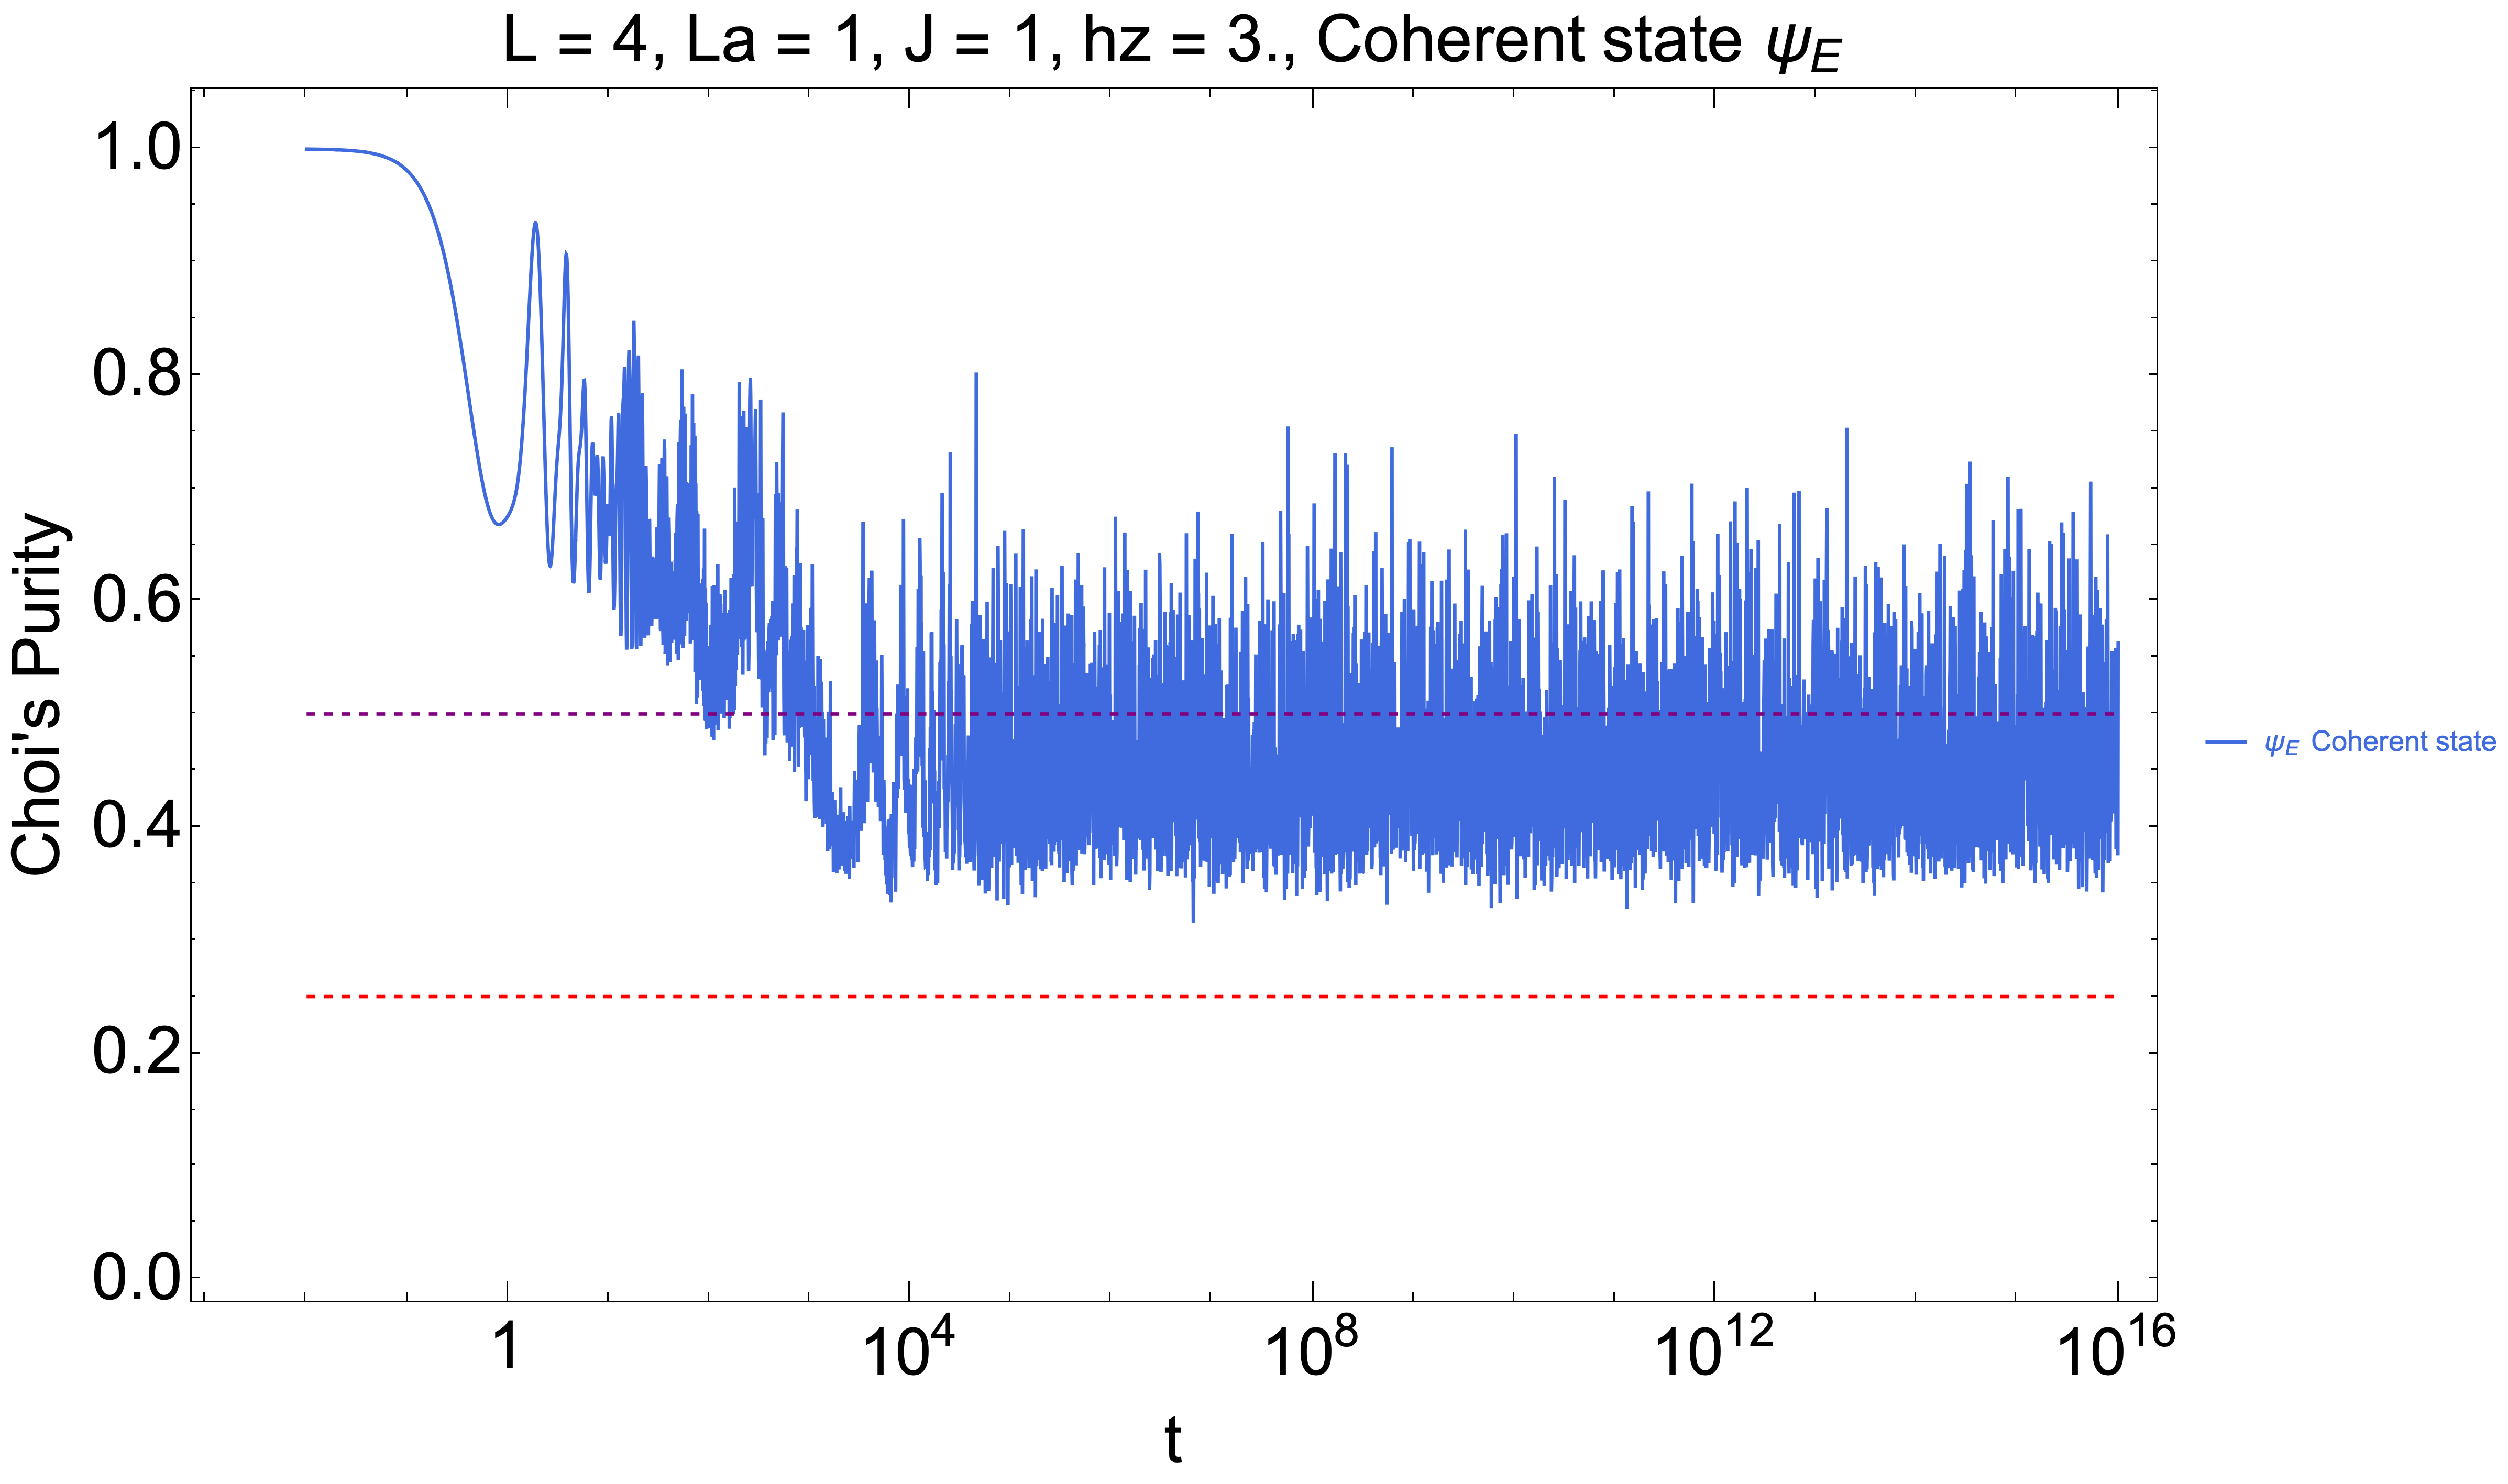 L = 4, La = 1, J = 1, hz = 3., Coherent state ψE
Choi's Purity
1.0
0.8
0.6
0.4
0.2
0.0
1
10^4
10^8
10^12
10^16
t
ψE Coherent state